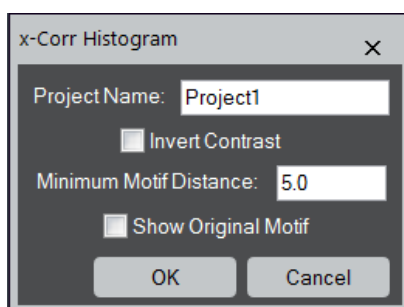 x-Corr Histogram
Project Name: Project1
Invert Contrast
Minimum Motif Distance: 5.0
Show Original Motif
OK Cancel